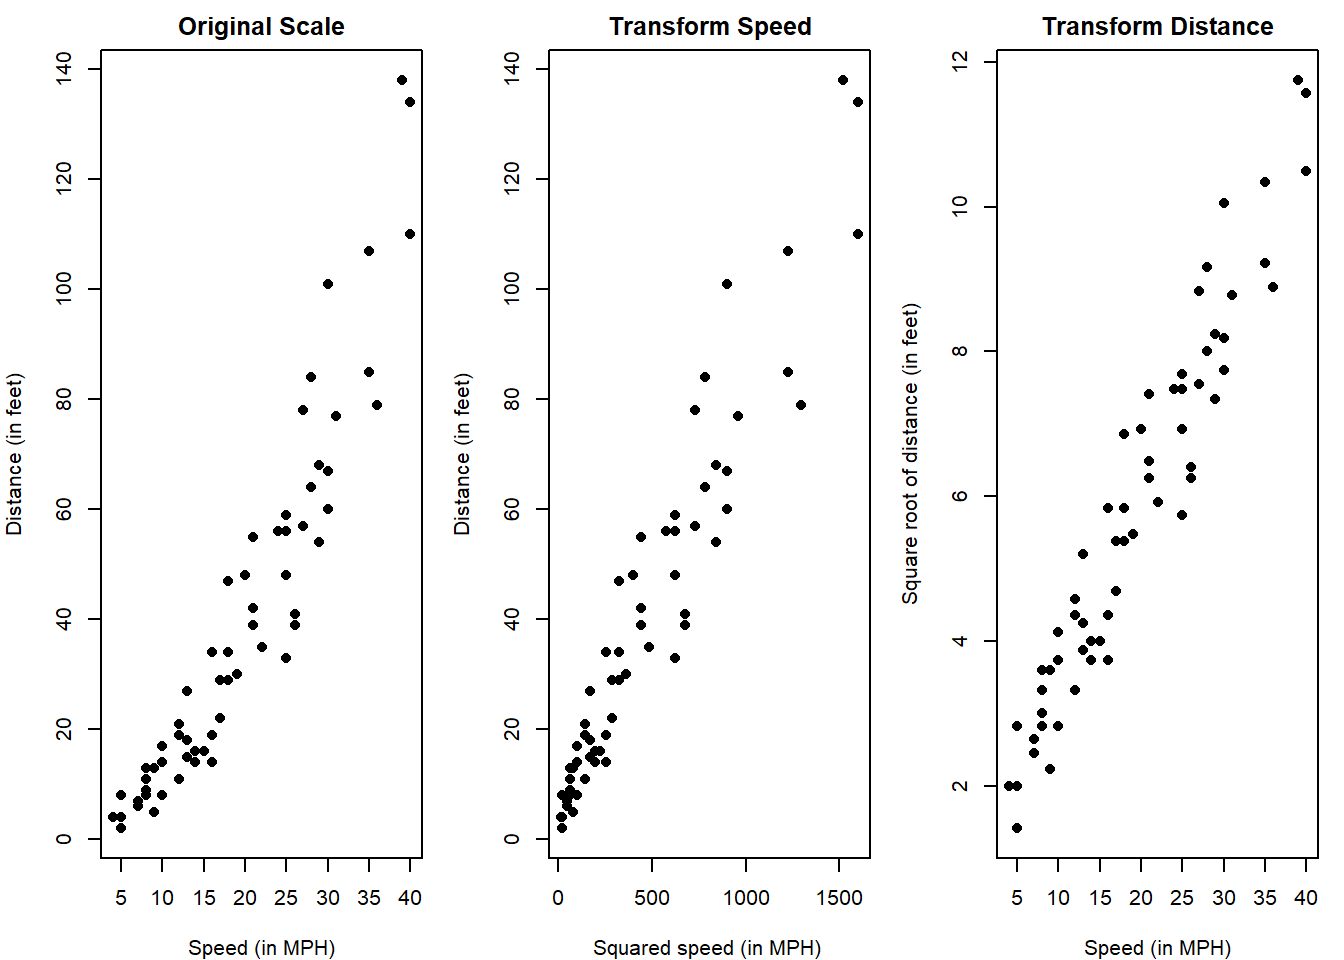 Original Scale
Distance (in feet)
0 20 40 60 80 100 120 140
5 10 15 20 25 30 35 40
Speed (in MPH)
Transform Speed
Distance (in feet)
0 20 40 60 80 100 120 140
0 500 1000 1500
Squared speed (in MPH)
Transform Distance
Square root of distance (in feet)
2 4 6 8 10 12
5 10 15 20 25 30 35 40
Speed (in MPH)